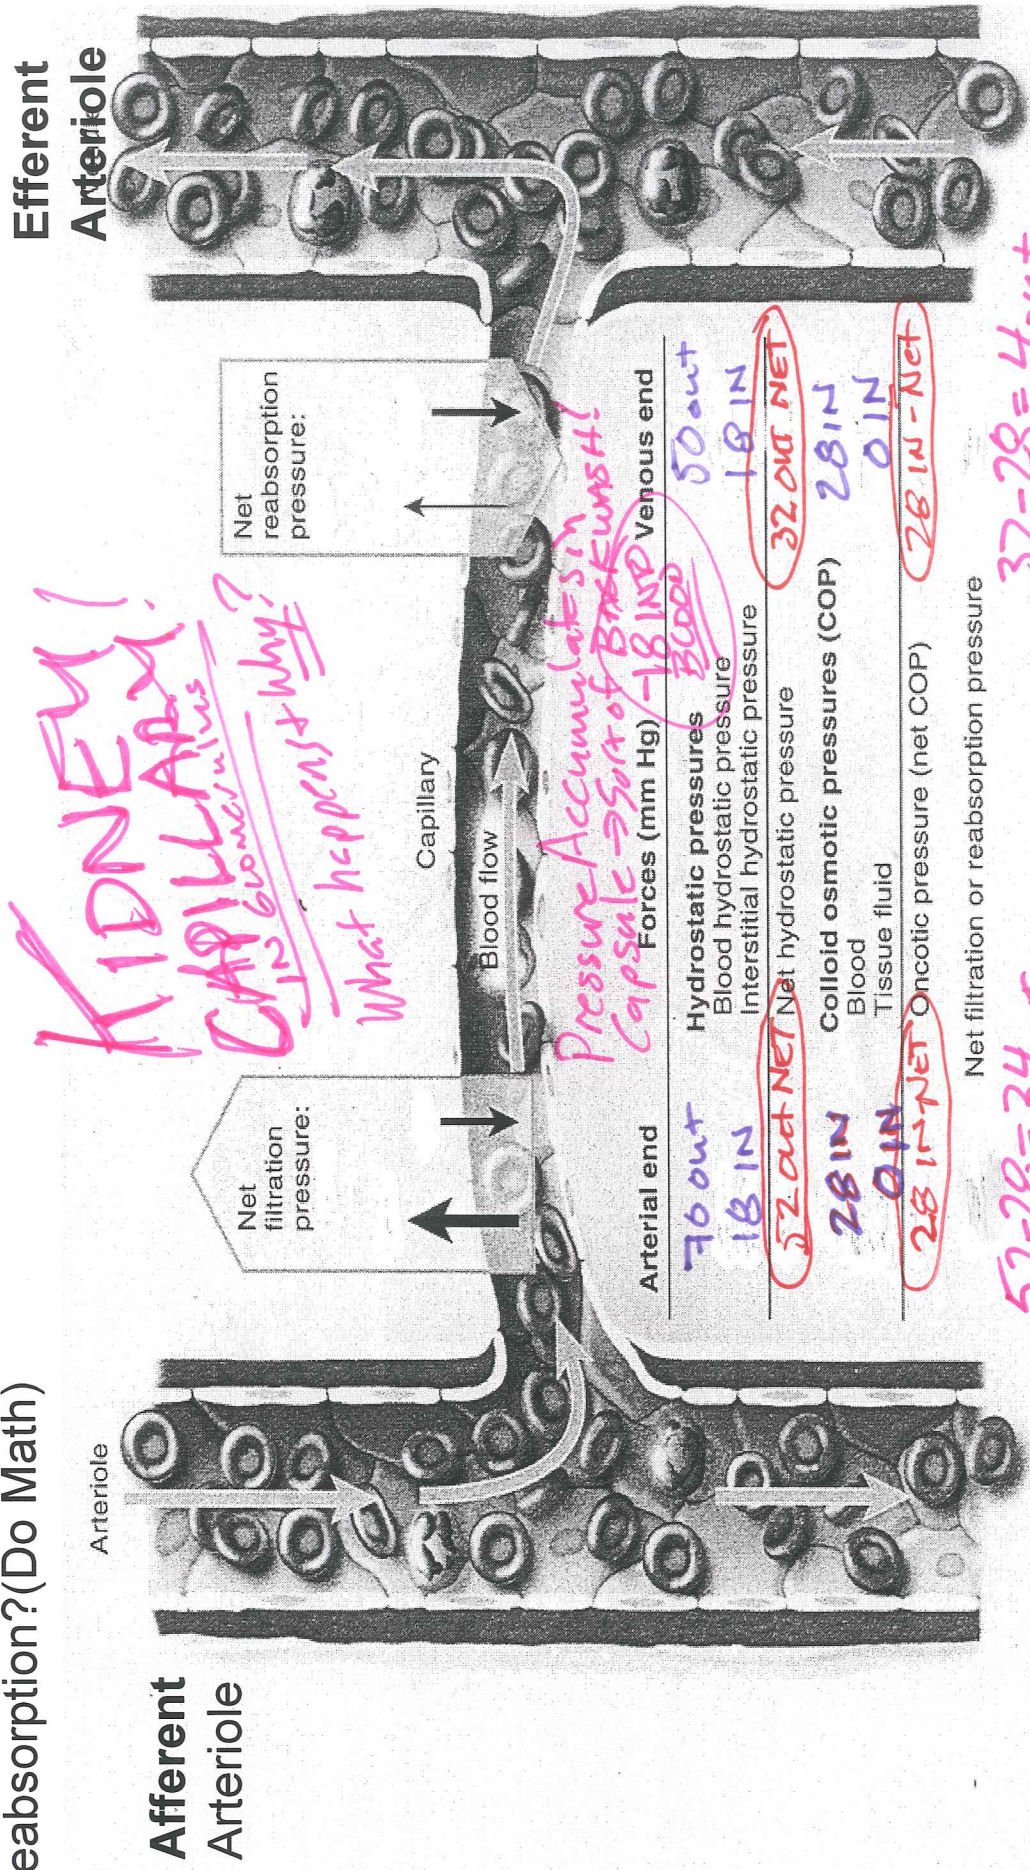 eabsorption?(Do Math)
Afferent
Arteriole
Efferent
Arteriole
Arteriole
KIDNEY!
CAPILLARY
IN Glomerulus
What happens & Why?
Net
filtration
pressure:
Net
reabsorption
pressure:
Capillary
Blood flow
Pressure Accumulates in
Capsule → Sort of BACKWASH!
-18 INTO
BLOOD
Arterial end Forces (mm Hg) Venous end
Hydrostatic pressures
70 out Blood hydrostatic pressure 50 out
18 IN Interstitial hydrostatic pressure 18 IN
52 out NET Net hydrostatic pressure 32 OUT NET
Colloid osmotic pressures (COP)
28 IN Blood 28 IN
0 IN Tissue fluid 0 IN
28 IN-NET Oncotic pressure (net COP) 28 IN-Net
Net filtration or reabsorption pressure
52-28=24 32-28=4 out